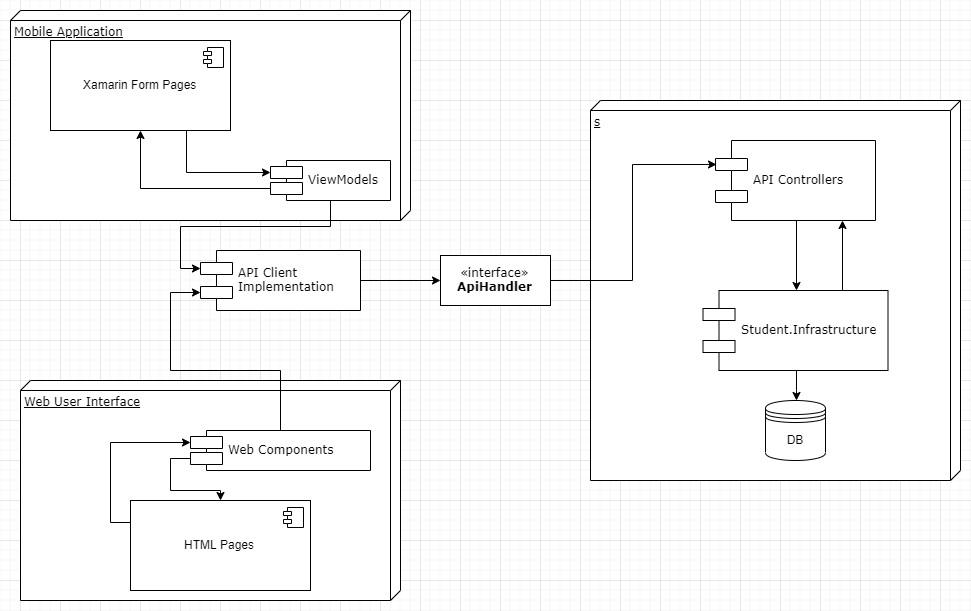 Mobile Application
Xamarin Form Pages
ViewModels
API Client
Implementation
«interface»
ApiHandler
s
API Controllers
Student.Infrastructure
DB
Web User Interface
Web Components
HTML Pages